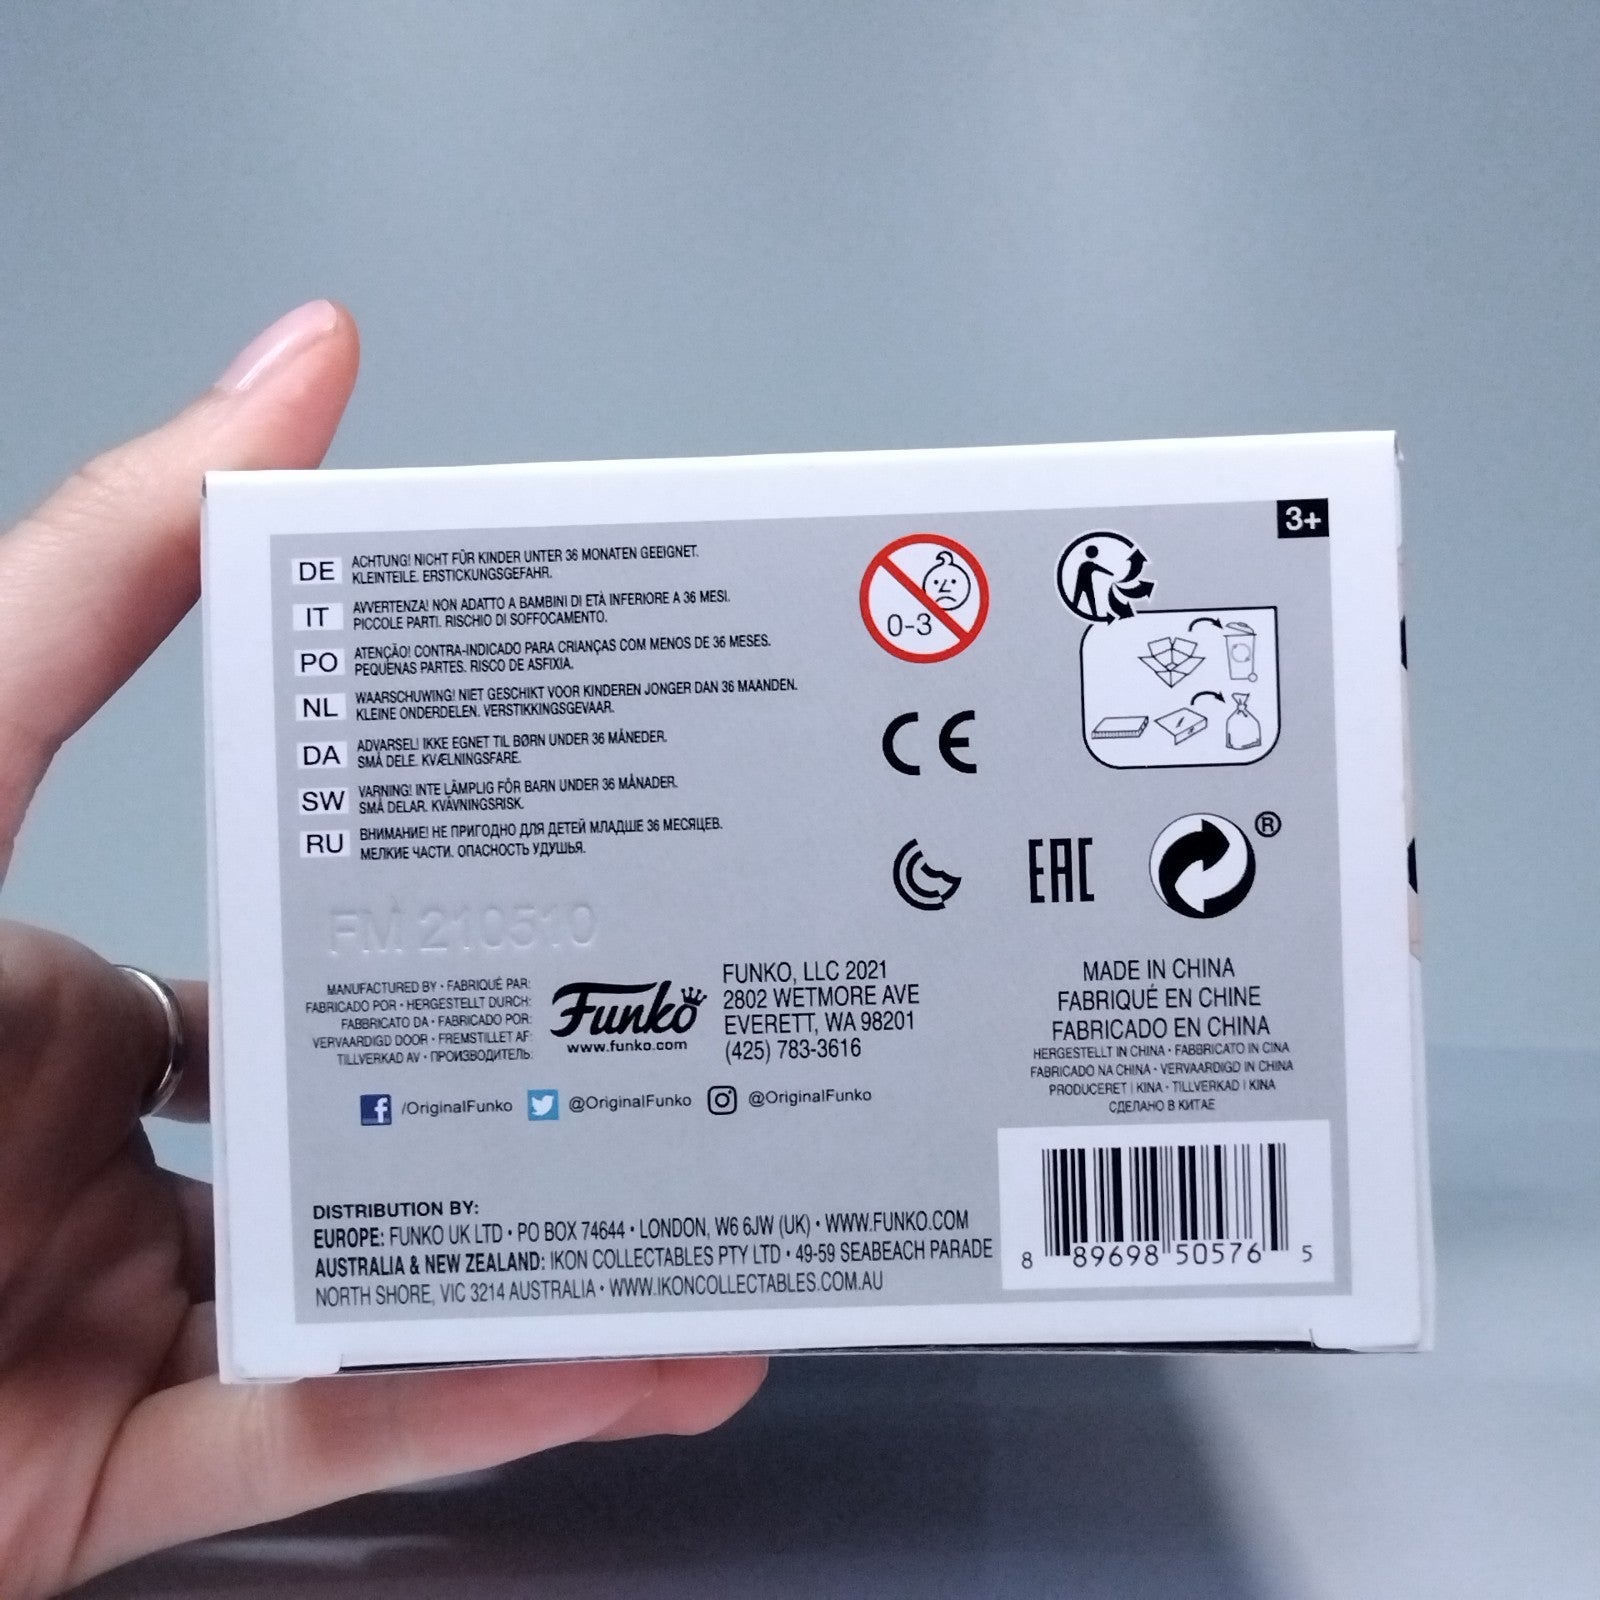 3+
DE ACHTUNG! NICHT FÜR KINDER UNTER 36 MONATEN GEEIGNET.
KLEINTEILE. ERSTICKUNGSGEFAHR.
IT AVVERTENZA! NON ADATTO A BAMBINI DI ETÀ INFERIORE A 36 MESI.
PICCOLE PARTI. RISCHIO DI SOFFOCAMENTO.
PO ATENÇÃO! CONTRA-INDICADO PARA CRIANÇAS COM MENOS DE 36 MESES.
PEQUENAS PARTES. RISCO DE ASFIXIA.
NL WAARSCHUWING! NIET GESCHIKT VOOR KINDEREN JONGER DAN 36 MAANDEN.
KLEINE ONDERDELEN. VERSTIKKINGSGEVAAR.
DA ADVARSEL! IKKE EGNET TIL BØRN UNDER 36 MÅNEDER.
SMÅ DELE. KVÆLNINGSFARE.
SW VARNING! INTE LÄMPLIG FÖR BARN UNDER 36 MÅNADER.
SMÅ DELAR. KVÄVNINGSRISK.
RU ВНИМАНИЕ! НЕ ПРИГОДНО ДЛЯ ДЕТЕЙ МЛАДШЕ 36 МЕСЯЦЕВ.
МЕЛКИЕ ЧАСТИ. ОПАСНОСТЬ УДУШЬЯ.
0-3
CE
EAC
®
FM 210510
MANUFACTURED BY • FABRIQUÉ PAR:
FABRICADO POR • HERGESTELLT DURCH:
FABBRICATO DA • FABRICADO POR:
VERVAARDIGD DOOR • FREMSTILLET AF:
TILLVERKAD AV • ПРОИЗВОДИТЕЛЬ:
Funko
www.funko.com
FUNKO, LLC 2021
2802 WETMORE AVE
EVERETT, WA 98201
(425) 783-3616
MADE IN CHINA
FABRIQUÉ EN CHINE
FABRICADO EN CHINA
HERGESTELLT IN CHINA • FABBRICATO IN CINA
FABRICADO NA CHINA • VERVAARDIGD IN CHINA
PRODUCERET I KINA • TILLVERKAD I KINA
СДЕЛАНО В КИТАЕ
/OriginalFunko @OriginalFunko @OriginalFunko
DISTRIBUTION BY:
EUROPE: FUNKO UK LTD • PO BOX 74644 • LONDON, W6 6JW (UK) • WWW.FUNKO.COM
AUSTRALIA & NEW ZEALAND: IKON COLLECTABLES PTY LTD • 49-59 SEABEACH PARADE
NORTH SHORE, VIC 3214 AUSTRALIA • WWW.IKONCOLLECTABLES.COM.AU
8 89698 50576 5